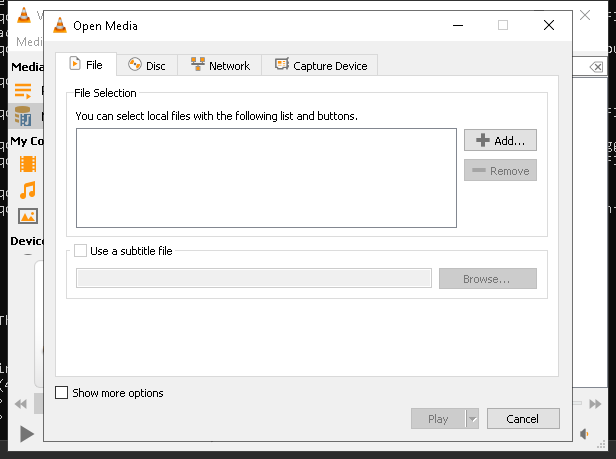 Open Media
Medi
Media
My Co
Device
File
Disc
Network
Capture Device
File Selection
You can select local files with the following list and buttons.
Add...
Remove
Use a subtitle file
Browse...
Show more options
Play
Cancel